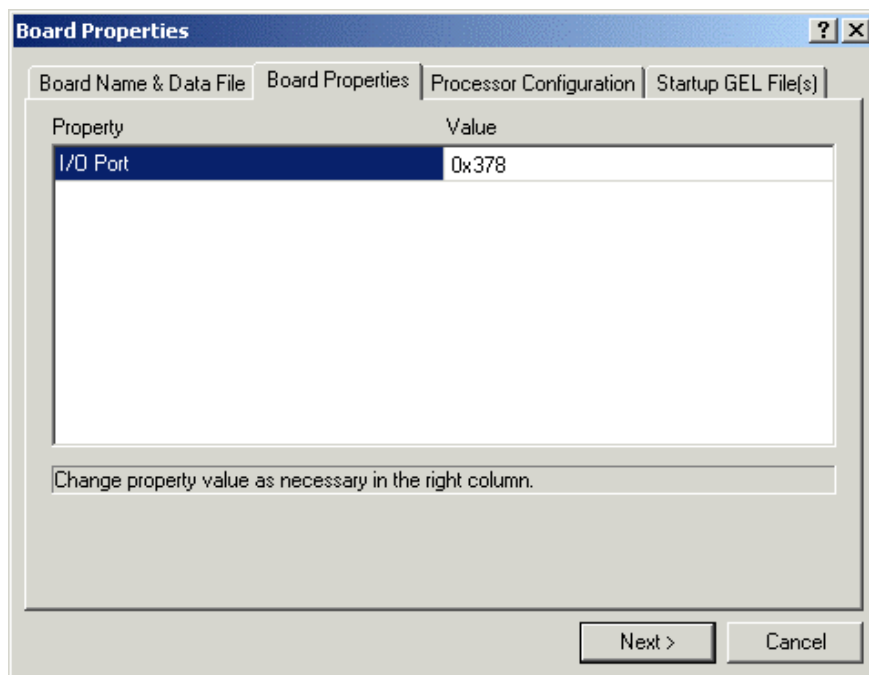 Board Properties
Board Name & Data File Board Properties Processor Configuration Startup GEL File(s)
Property Value
I/O Port 0x378
Change property value as necessary in the right column.
Next > Cancel